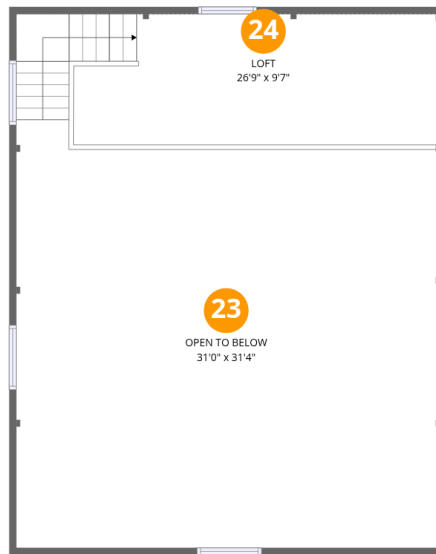 24
LOFT
26'9" x 9'7"
23
OPEN TO BELOW
31'0" x 31'4"